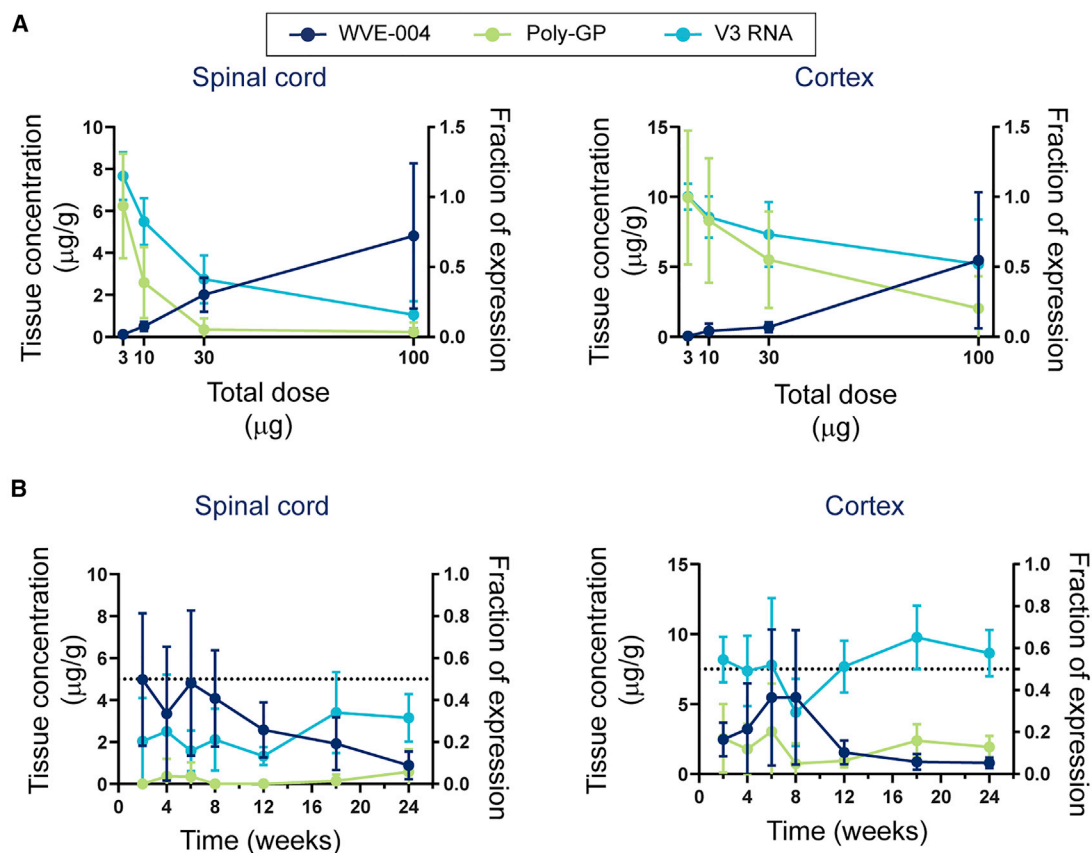 A
WVE-004 Poly-GP V3 RNA
Spinal cord
Tissue concentration
(μg/g)
10
8
6
4
2
0
1.5
1.0
0.5
0.0
Fraction of expression
3 10 30 100
Total dose
(μg)
Cortex
Tissue concentration
(μg/g)
15
10
5
0
1.5
1.0
0.5
0.0
Fraction of expression
3 10 30 100
Total dose
(μg)
B
Spinal cord
Tissue concentration
(μg/g)
10
8
6
4
2
0
1.0
0.8
0.6
0.4
0.2
0.0
Fraction of expression
0 4 8 12 16 20 24
Time (weeks)
Cortex
Tissue concentration
(μg/g)
15
10
5
0
1.0
0.8
0.6
0.4
0.2
0.0
Fraction of expression
0 4 8 12 16 20 24
Time (weeks)